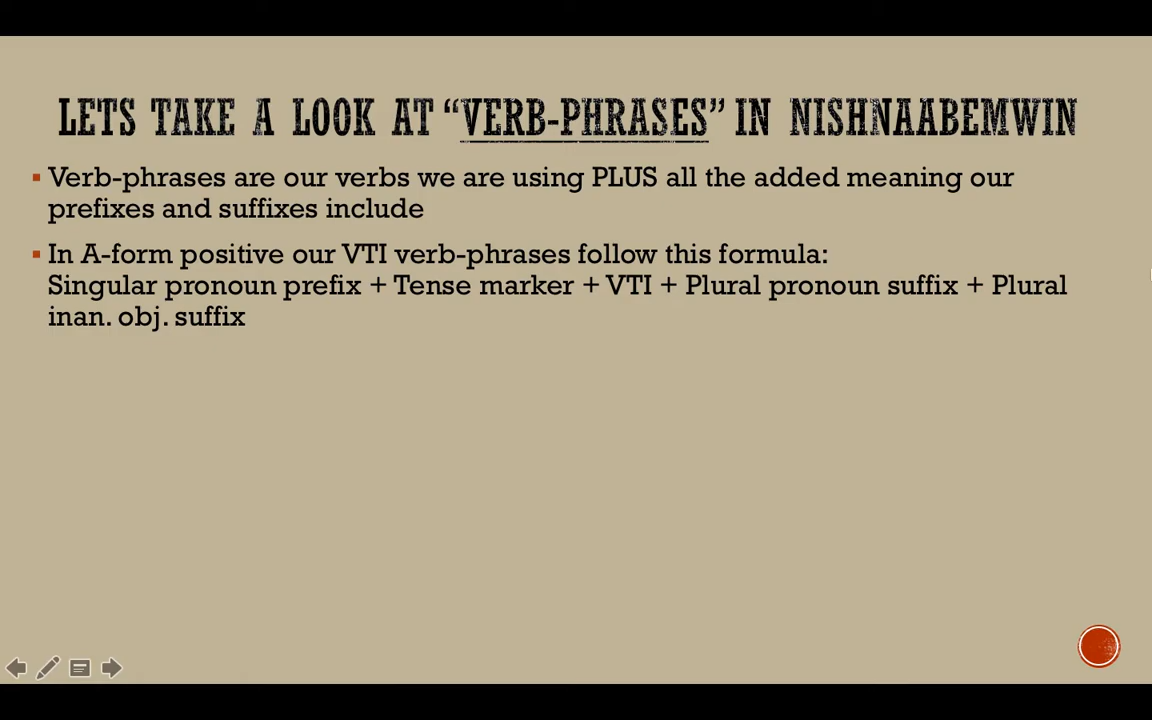 LETS TAKE A LOOK AT “VERB-PHRASES” IN NISHNAABEMWIN
▪ Verb-phrases are our verbs we are using PLUS all the added meaning our
prefixes and suffixes include
▪ In A-form positive our VTI verb-phrases follow this formula:
Singular pronoun prefix + Tense marker + VTI + Plural pronoun suffix + Plural
inan. obj. suffix